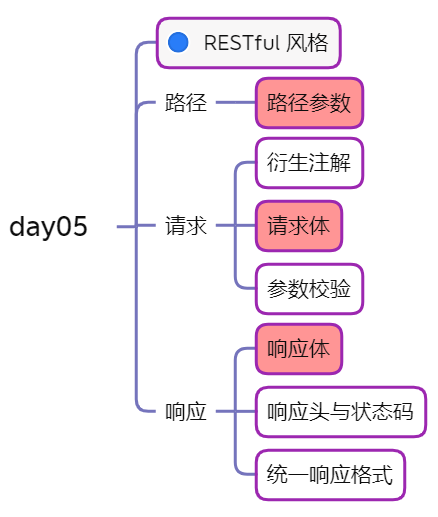 day05
RESTful 风格
路径
路径参数
请求
衍生注解
请求体
参数校验
响应
响应体
响应头与状态码
统一响应格式